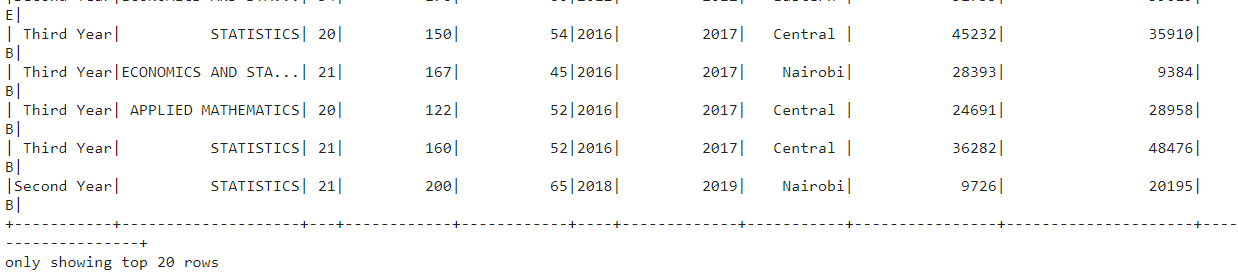 E|
| Third Year|          STATISTICS| 20|         150|          54|2016|         2017|   Central |          45232|                35910|
B|
| Third Year|ECONOMICS AND STA...| 21|         167|          45|2016|         2017|    Nairobi|          28393|                 9384|
B|
| Third Year| APPLIED MATHEMATICS| 20|         122|          52|2016|         2017|   Central |          24691|                28958|
B|
| Third Year|          STATISTICS| 21|         160|          52|2016|         2017|   Central |          36282|                48476|
B|
|Second Year|          STATISTICS| 21|         200|          65|2018|         2019|    Nairobi|           9726|                20195|
B|
+-----------+--------------------+---+------------+------------+----+-------------+-----------+---------------+---------------------+----
---------------+
only showing top 20 rows